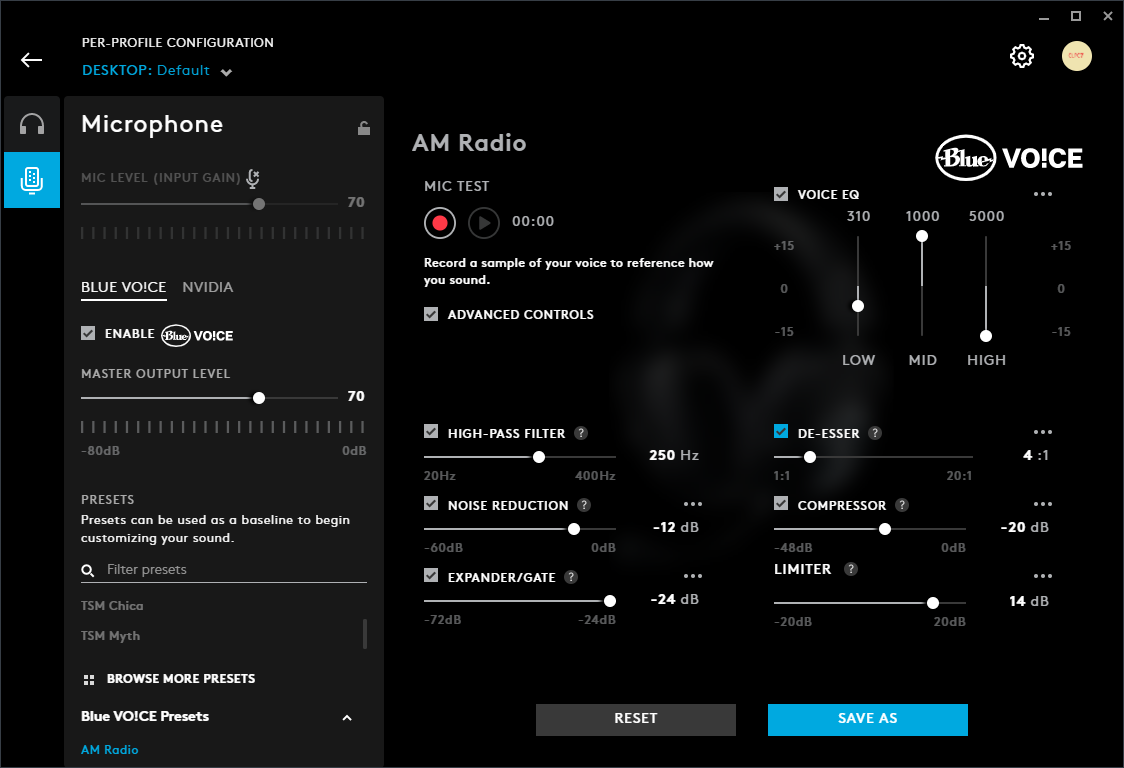 PER-PROFILE CONFIGURATION
DESKTOP: Default
Microphone
MIC LEVEL (INPUT GAIN)
70
BLUE VO!CE NVIDIA
ENABLE Blue VO!CE
MASTER OUTPUT LEVEL
70
-80dB 0dB
PRESETS
Presets can be used as a baseline to begin
customizing your sound.
Filter presets
TSM Chica
TSM Myth
BROWSE MORE PRESETS
Blue VO!CE Presets
AM Radio
AM Radio
Blue VO!CE
MIC TEST
00:00
Record a sample of your voice to reference how
you sound.
ADVANCED CONTROLS
VOICE EQ
310 1000 5000
+15 +15
0 0
-15 -15
LOW MID HIGH
HIGH-PASS FILTER ?
250 Hz
20Hz 400Hz
NOISE REDUCTION ?
-12 dB
-60dB 0dB
EXPANDER/GATE ?
-24 dB
-72dB -24dB
DE-ESSER ?
4 :1
1:1 20:1
COMPRESSOR ?
-20 dB
-48dB 0dB
LIMITER ?
14 dB
-20dB 20dB
RESET
SAVE AS